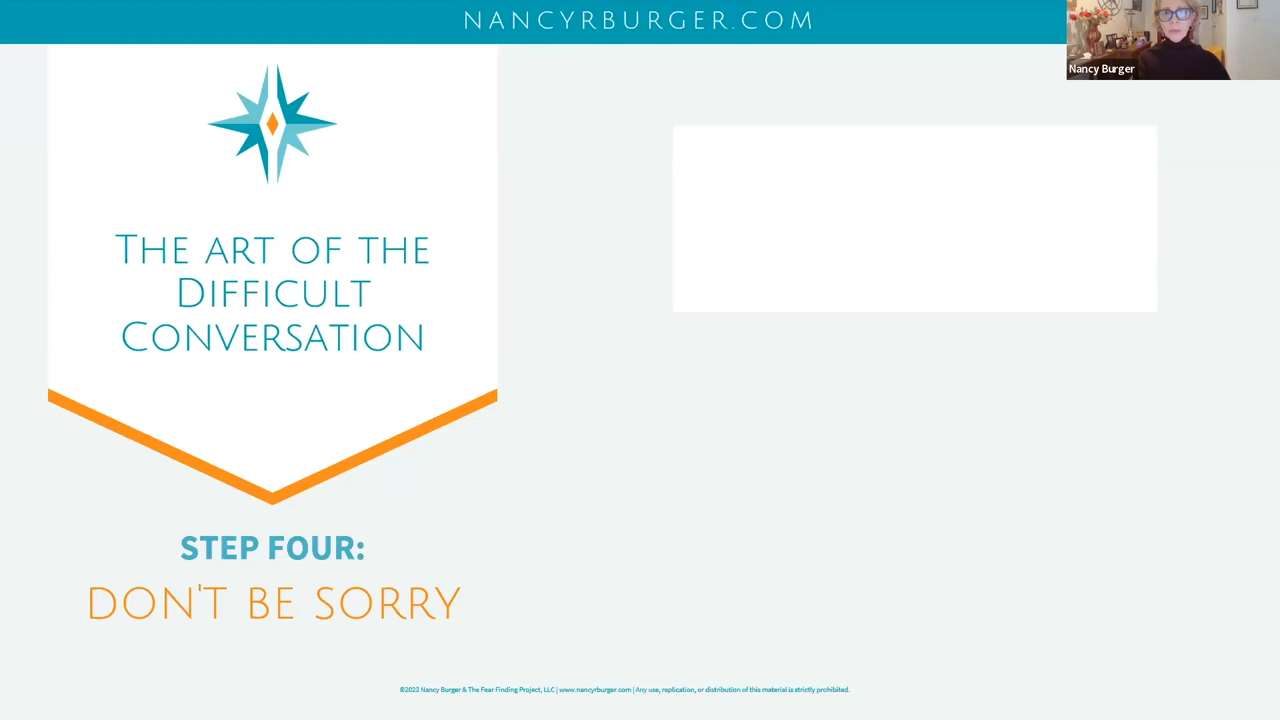 NANCYRBURGER.COM
Nancy Burger
THE ART OF THE
DIFFICULT
CONVERSATION
STEP FOUR:
DON'T BE SORRY
©2023 Nancy Burger & The Fear Finding Project, LLC | www.nancyrburger.com | Any use, replication, or distribution of this material is strictly prohibited.